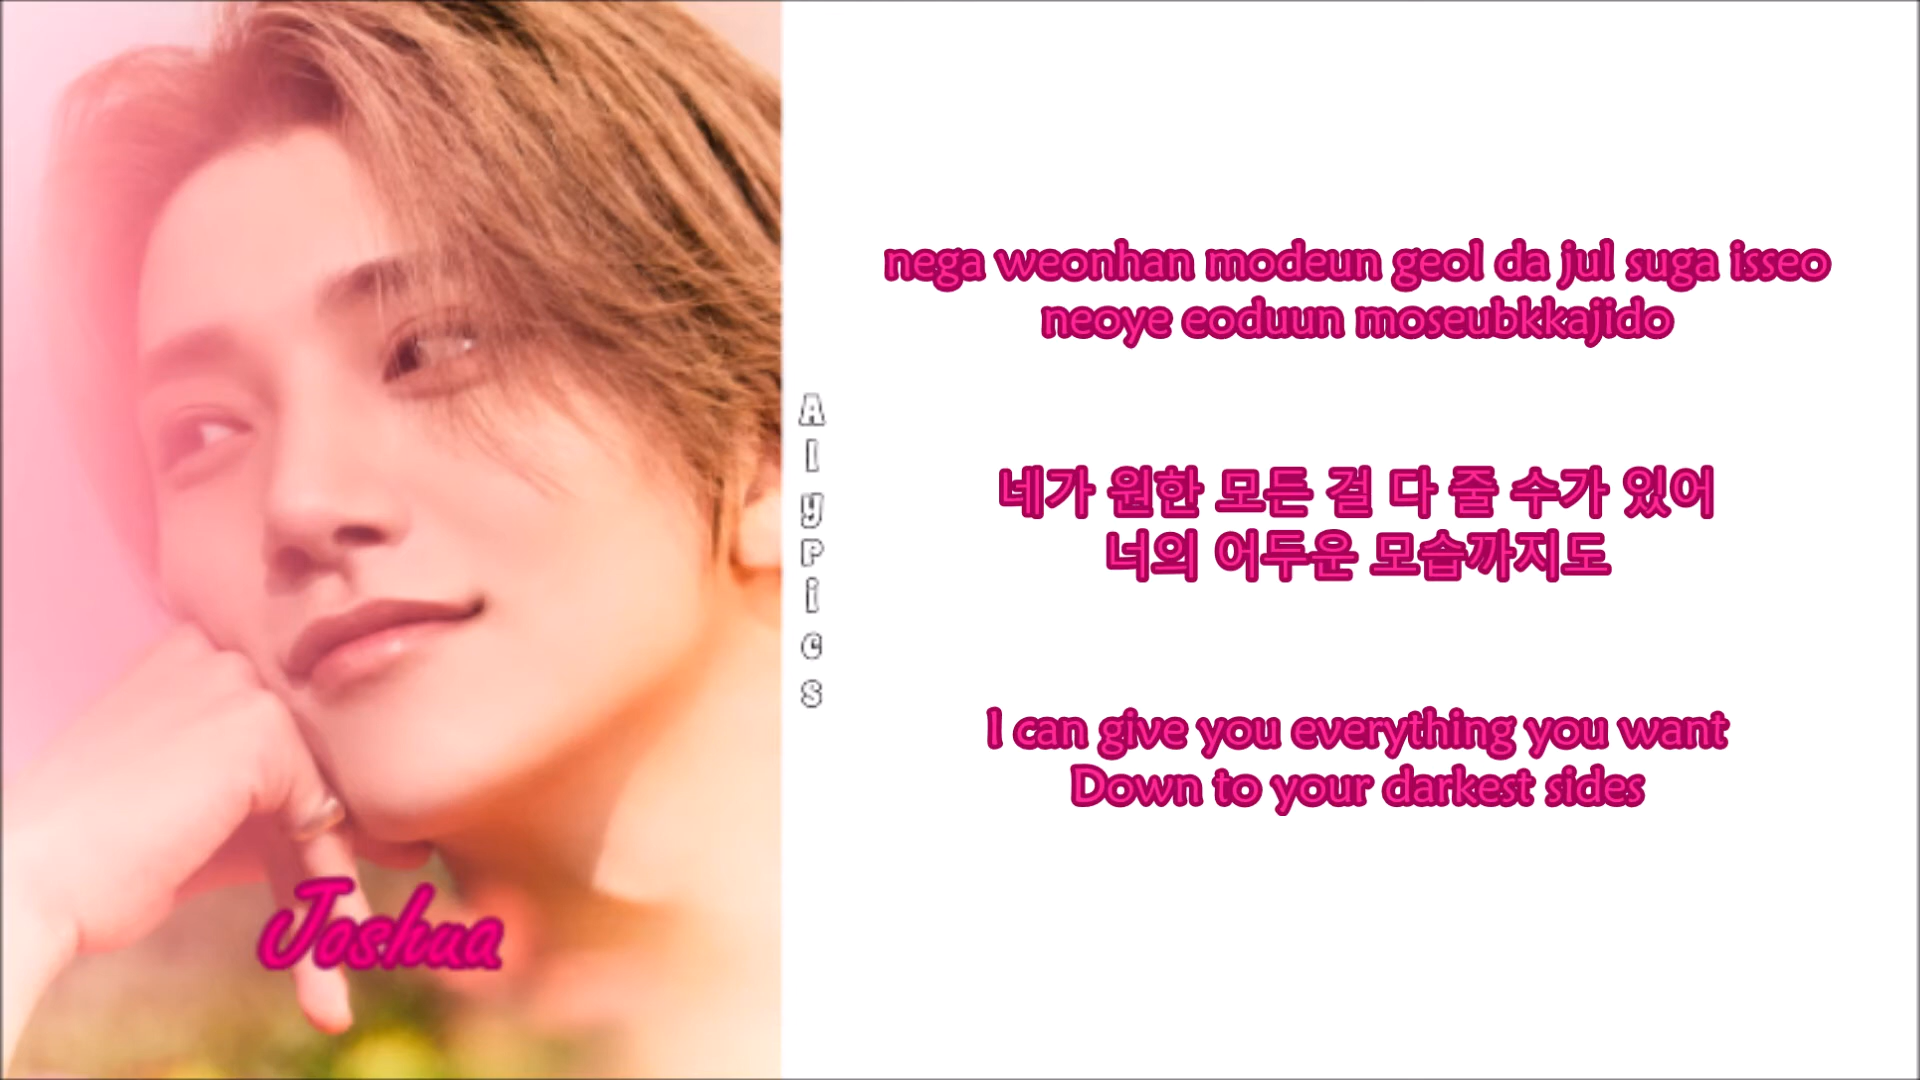 nega weonhan modeun geol da jul suga isseo
neoye eoduun moseubkkajido
네가 원한 모든 걸 다 줄 수가 있어
너의 어두운 모습까지도
I can give you everything you want
Down to your darkest sides
AlyPics
Joshua